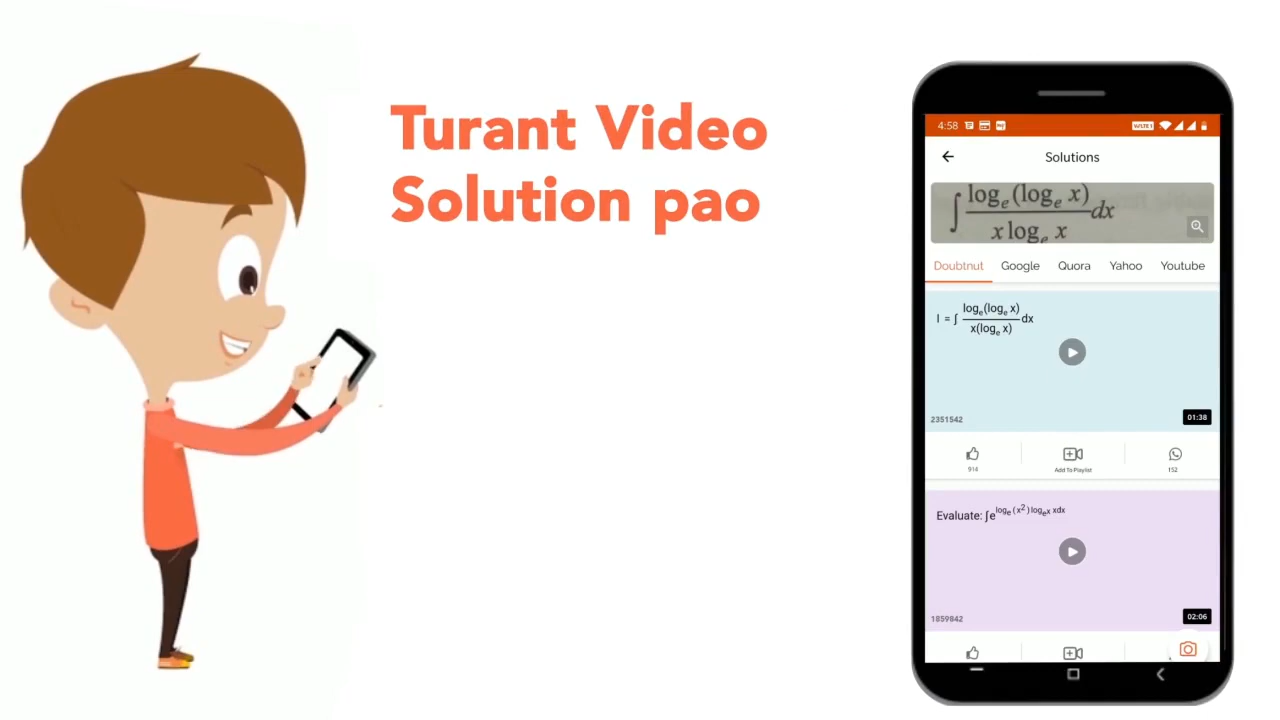 Turant Video
Solution pao
4:58
VoLTE1
Solutions
∫ logₑ(logₑ x) / x logₑ x dx
Doubtnut Google Quora Yahoo Youtube
I = ∫ logₑ(logₑ x) / x(logₑ x) dx
2351542 01:38
914 Add To Playlist 152
Evaluate: ∫e^logₑ(x²)logₑx xdx
1859842 02:06